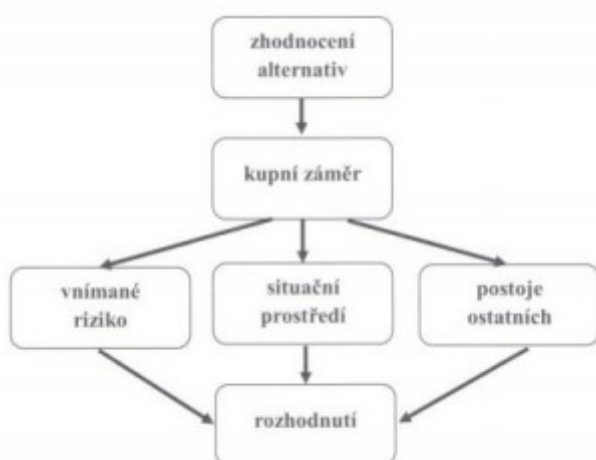 zhodnocení
alternativ
kupní záměr
vnímané
riziko
situační
prostředí
postoje
ostatních
rozhodnutí